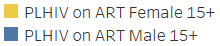 PLHIV on ART Female 15+
PLHIV on ART Male 15+